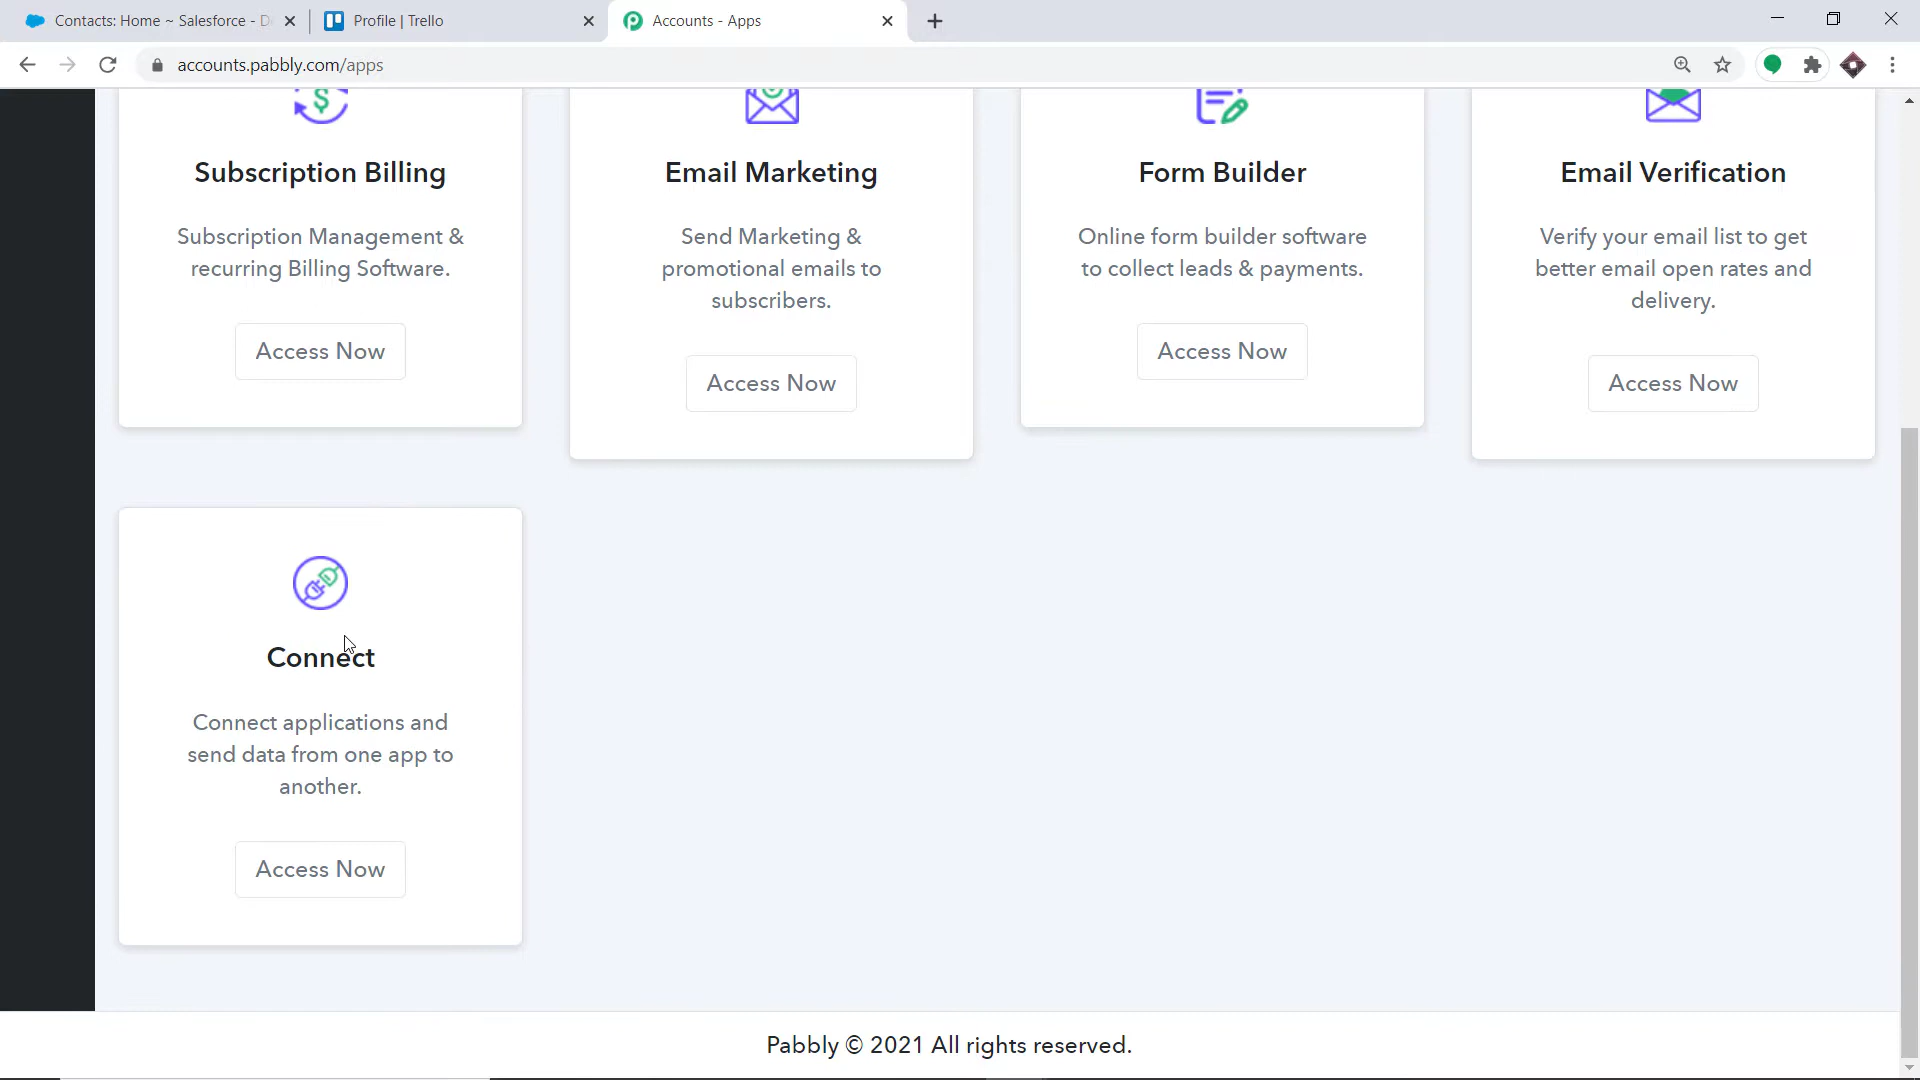 Contacts: Home ~ Salesforce - D
Profile | Trello
Accounts - Apps
accounts.pabbly.com/apps
Subscription Billing
Subscription Management &
recurring Billing Software.
Access Now
Email Marketing
Send Marketing &
promotional emails to
subscribers.
Access Now
Form Builder
Online form builder software
to collect leads & payments.
Access Now
Email Verification
Verify your email list to get
better email open rates and
delivery.
Access Now
Connect
Connect applications and
send data from one app to
another.
Access Now
Pabbly © 2021 All rights reserved.